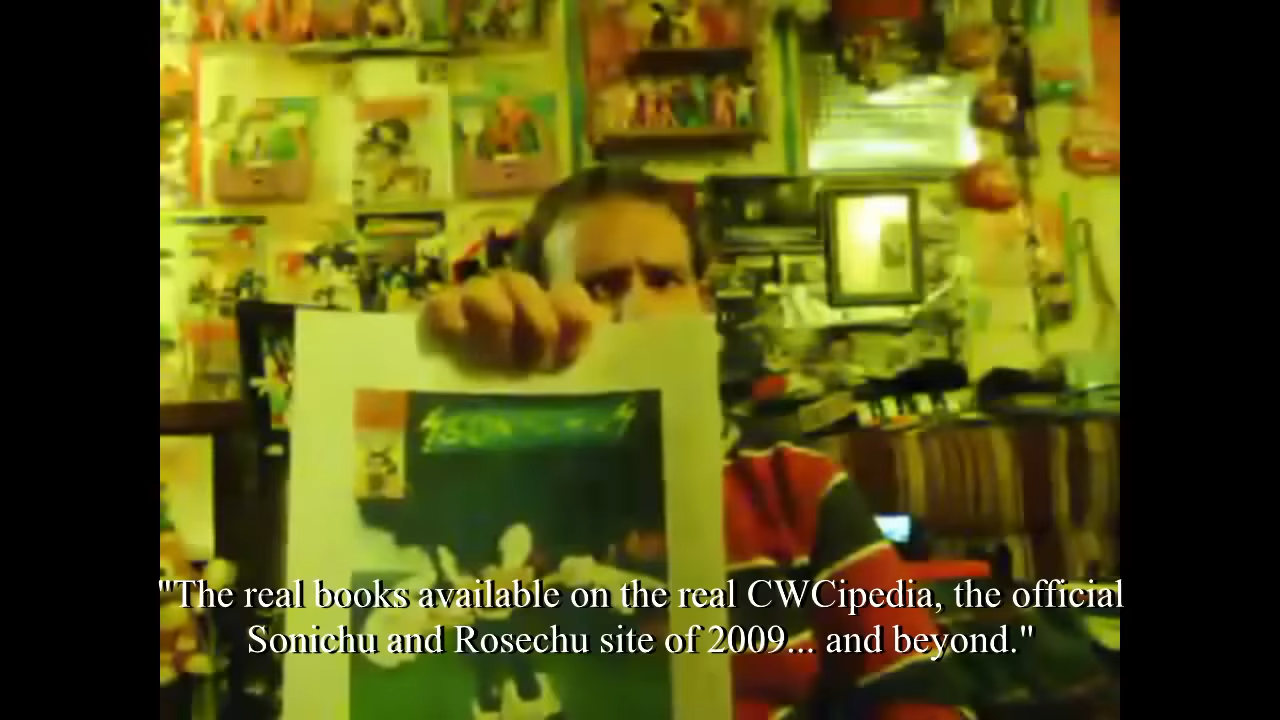 "The real books available on the real CWCipedia, the official
Sonichu and Rosechu site of 2009... and beyond."